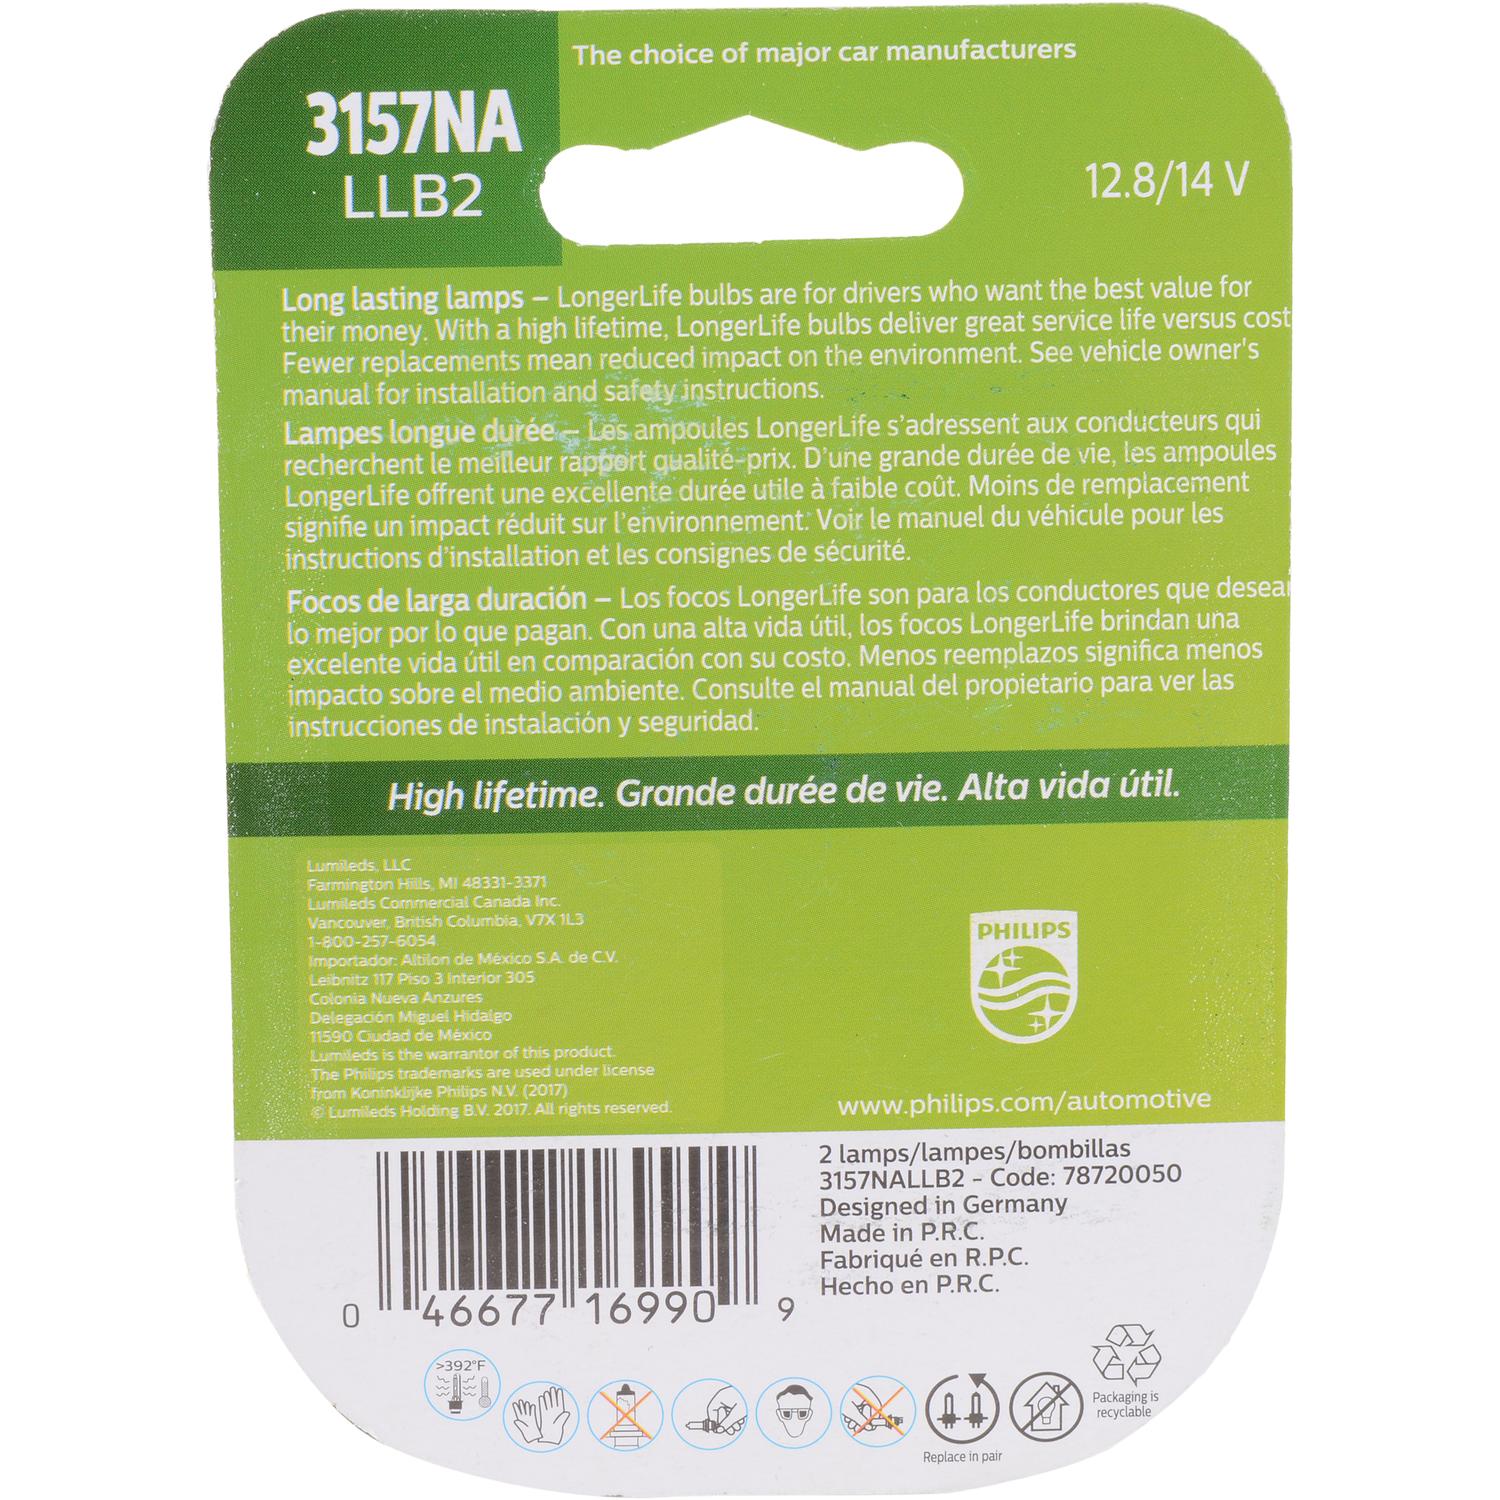 The choice of major car manufacturers
3157NA
LLB2
12.8/14 V
Long lasting lamps – LongerLife bulbs are for drivers who want the best value for
their money. With a high lifetime, LongerLife bulbs deliver great service life versus cost
Fewer replacements mean reduced impact on the environment. See vehicle owner's
manual for installation and safety instructions.
Lampes longue durée – Les ampoules LongerLife s'adressent aux conducteurs qui
recherchent le meilleur rapport qualité-prix. D'une grande durée de vie, les ampoules
LongerLife offrent une excellente durée utile à faible coût. Moins de remplacement
signifie un impact réduit sur l'environnement. Voir le manuel du véhicule pour les
instructions d'installation et les consignes de sécurité.
Focos de larga duración – Los focos LongerLife son para los conductores que desean
lo mejor por lo que pagan. Con una alta vida útil, los focos LongerLife brindan una
excelente vida útil en comparación con su costo. Menos reemplazos significa menos
impacto sobre el medio ambiente. Consulte el manual del propietario para ver las
instrucciones de instalación y seguridad.
High lifetime. Grande durée de vie. Alta vida útil.
Lumileds, LLC
Farmington Hills, MI 48331-3371
Lumileds Commercial Canada Inc.
Vancouver, British Columbia, V7X 1L3
1-800-257-6054
Importador: Altilon de México S.A. de C.V.
Leibnitz 117 Piso 3 Interior 305
Colonia Nueva Anzures
Delegación Miguel Hidalgo
11590 Ciudad de México
Lumileds is the warrantor of this product.
The Philips trademarks are used under license
from Koninklijke Philips N.V. (2017)
© Lumileds Holding B.V. 2017. All rights reserved.
PHILIPS
www.philips.com/automotive
2 lamps/lampes/bombillas
3157NALLB2 - Code: 78720050
Designed in Germany
Made in P.R.C.
Fabriqué en R.P.C.
Hecho en P.R.C.
0 46677 16990 9
>392°F
Replace in pair
Packaging is
recyclable